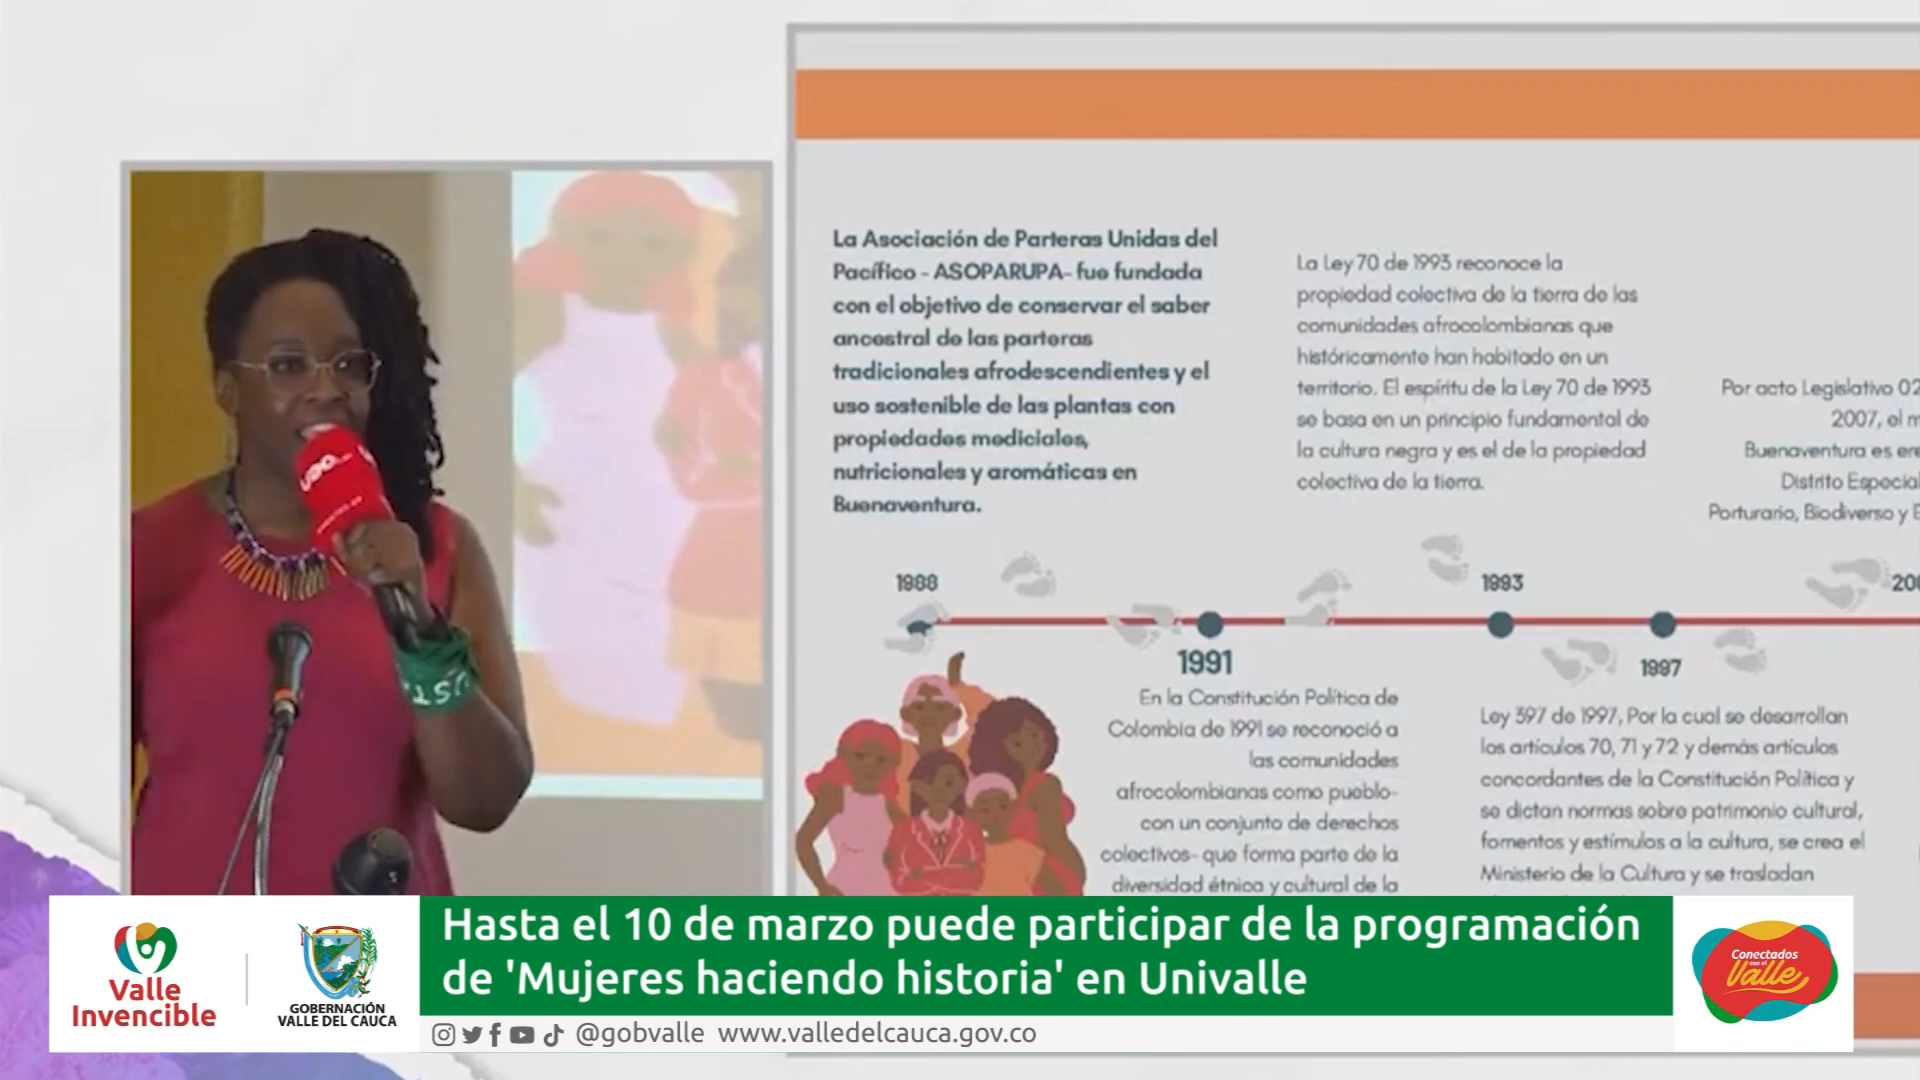 La Asociación de Parteras Unidas del
Pacífico - ASOPARUPA- fue fundada
con el objetivo de conservar el saber
ancestral de las parteras
tradicionales afrodescendientes y el
uso sostenible de las plantas con
propiedades mediciales,
nutricionales y aromáticas en
Buenaventura.
La Ley 70 de 1993 reconoce la
propiedad colectiva de la tierra de las
comunidades afrocolombianas que
históricamente han habitado en un
territorio. El espíritu de la Ley 70 de 1993
se basa en un principio fundamental de
la cultura negra y es el de la propiedad
colectiva de la tierra.
Por acto Legislativo 02
2007, el m
Buenaventura es ere
Distrito Especial
Porturario, Biodiverso y E
1988
1993
200
1991
1997
En la Constitución Política de
Colombia de 1991 se reconoció a
las comunidades
afrocolombianas como pueblo-
con un conjunto de derechos
colectivos- que forma parte de la
diversidad étnica y cultural de la
Ley 397 de 1997, Por la cual se desarrollan
los artículos 70, 71 y 72 y demás artículos
concordantes de la Constitución Política y
se dictan normas sobre patrimonio cultural,
fomentos y estímulos a la cultura, se crea el
Ministerio de la Cultura y se trasladan
Valle
Invencible
GOBERNACIÓN
VALLE DEL CAUCA
Hasta el 10 de marzo puede participar de la programación
de 'Mujeres haciendo historia' en Univalle
@gobvalle www.valledelcauca.gov.co
Conectados
con el
Valle